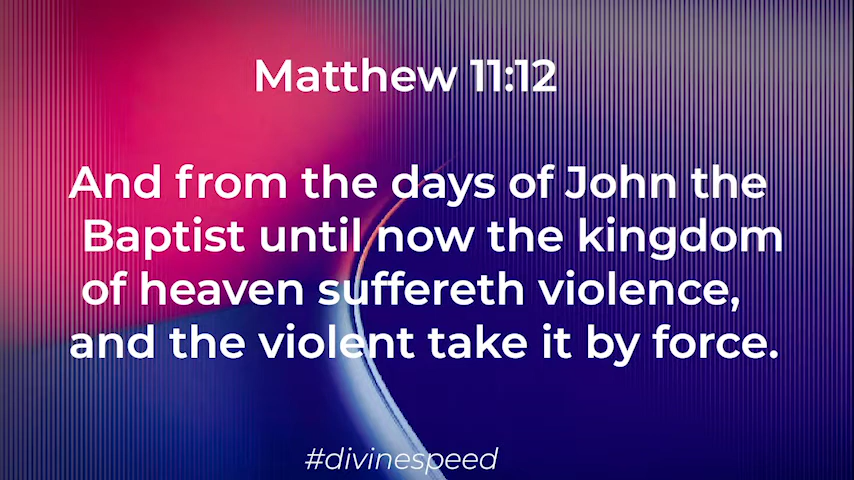 Matthew 11:12
And from the days of John the
Baptist until now the kingdom
of heaven suffereth violence,
and the violent take it by force.
#divinespeed